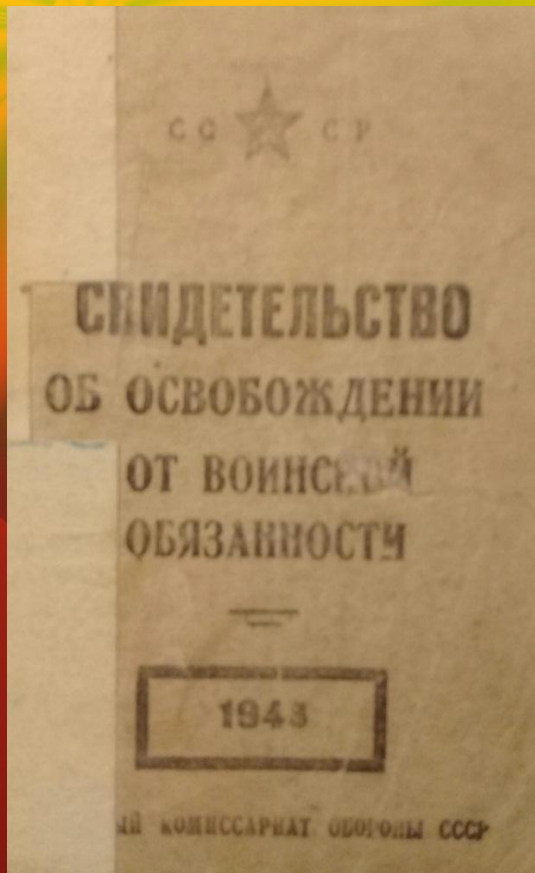 СС СР
СВИДЕТЕЛЬСТВО
ОБ ОСВОБОЖДЕНИИ
ОТ ВОИНСКОЙ
ОБЯЗАННОСТИ
1943
КОМИССАРИАТ ОБОРОНЫ СССР